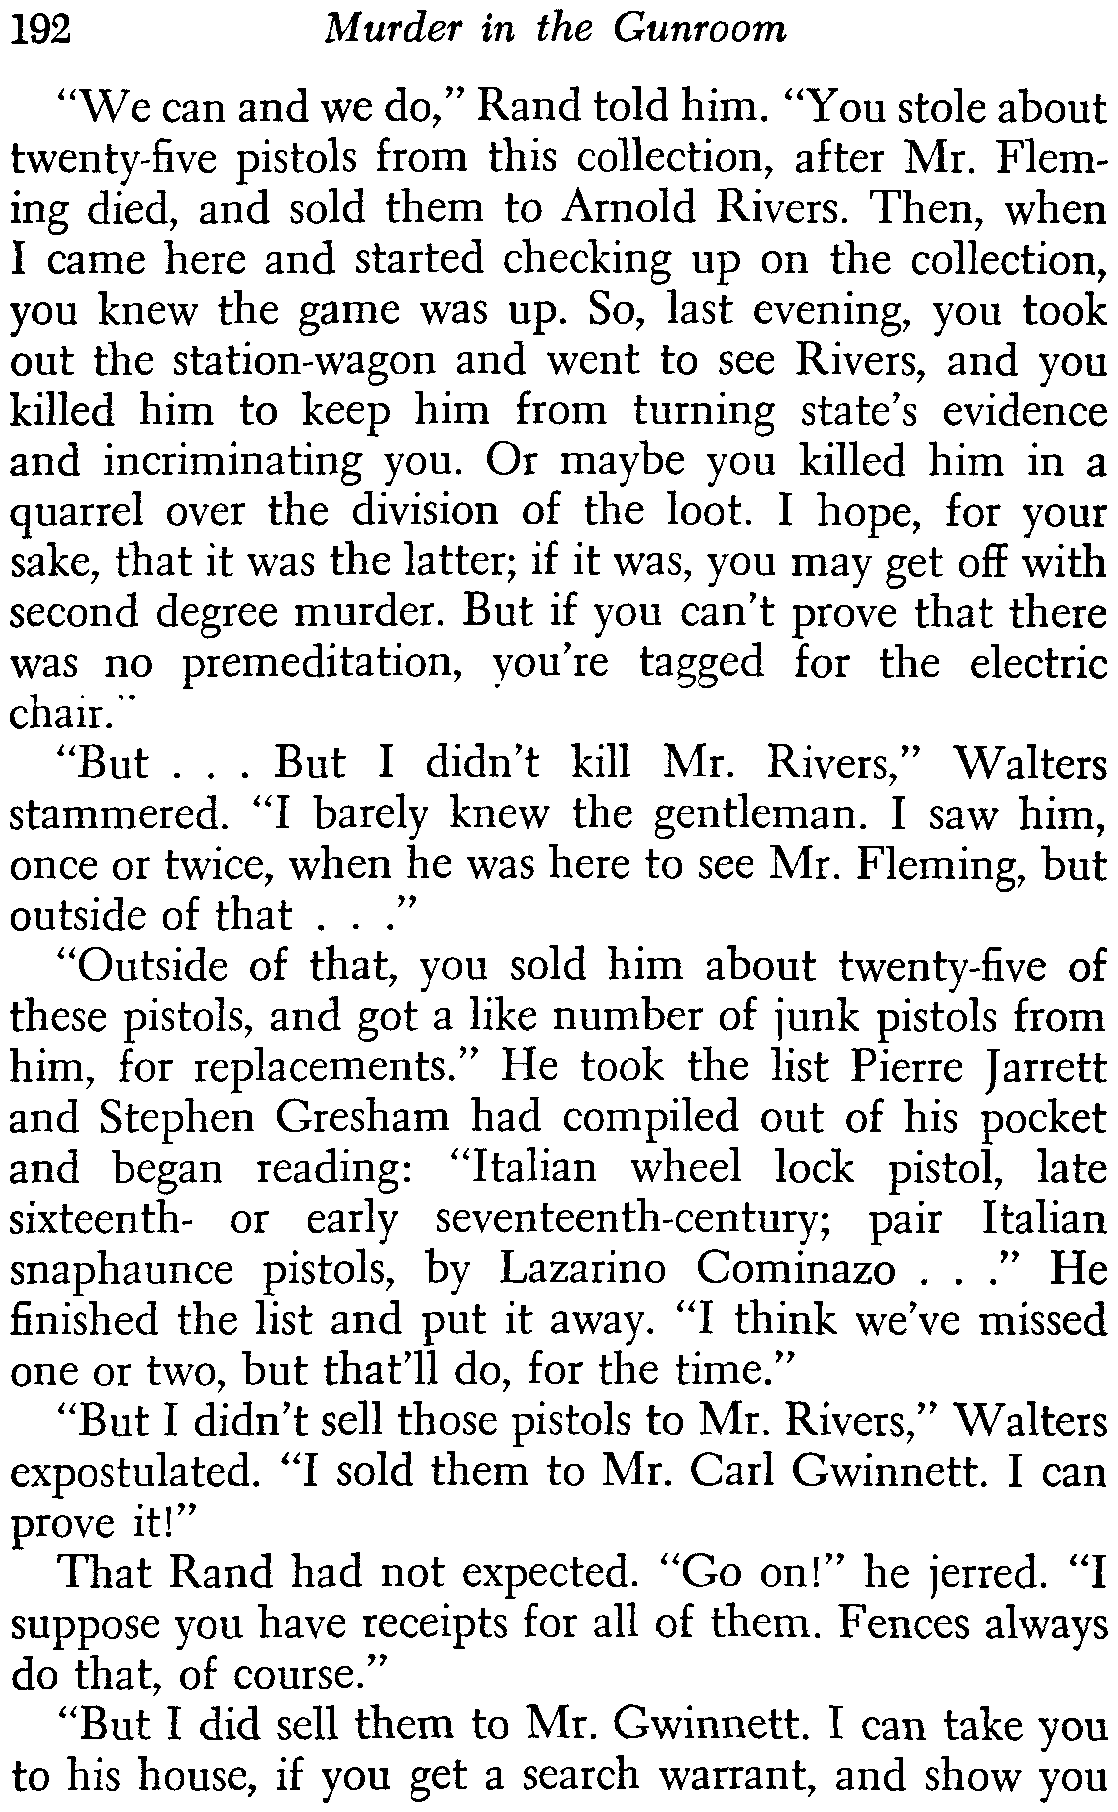 192 Murder in the Gunroom
"We can and we do," Rand told him. "You stole about
twenty-five pistols from this collection, after Mr. Flem-
ing died, and sold them to Arnold Rivers. Then, when
I came here and started checking up on the collection,
you knew the game was up. So, last evening, you took
out the station-wagon and went to see Rivers, and you
killed him to keep him from turning state's evidence
and incriminating you. Or maybe you killed him in a
quarrel over the division of the loot. I hope, for your
sake, that it was the latter; if it was, you may get off with
second degree murder. But if you can't prove that there
was no premeditation, you're tagged for the electric
chair."
"But . . . But I didn't kill Mr. Rivers," Walters
stammered. "I barely knew the gentleman. I saw him,
once or twice, when he was here to see Mr. Fleming, but
outside of that . . ."
"Outside of that, you sold him about twenty-five of
these pistols, and got a like number of junk pistols from
him, for replacements." He took the list Pierre Jarrett
and Stephen Gresham had compiled out of his pocket
and began reading: "Italian wheel lock pistol, late
sixteenth- or early seventeenth-century; pair Italian
snaphaunce pistols, by Lazarino Cominazo . . ." He
finished the list and put it away. "I think we've missed
one or two, but that'll do, for the time."
"But I didn't sell those pistols to Mr. Rivers," Walters
expostulated. "I sold them to Mr. Carl Gwinnett. I can
prove it!"
That Rand had not expected. "Go on!" he jerred. "I
suppose you have receipts for all of them. Fences always
do that, of course."
"But I did sell them to Mr. Gwinnett. I can take you
to his house, if you get a search warrant, and show you